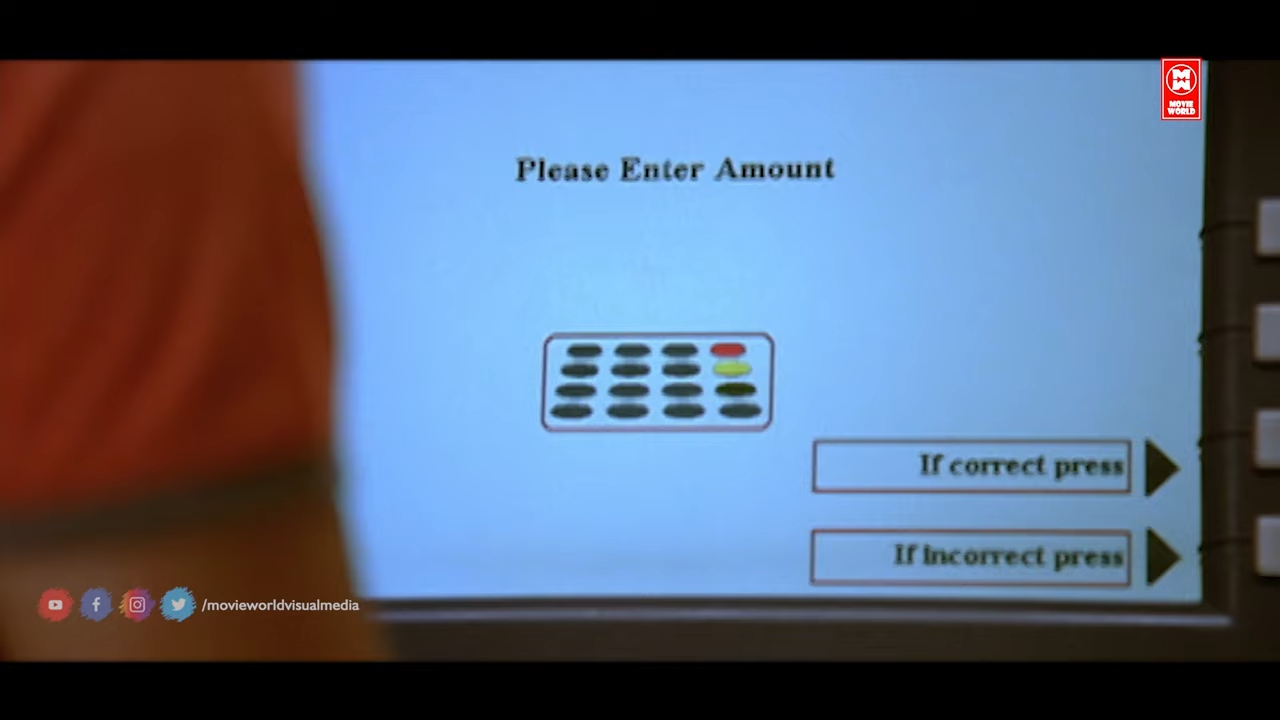 MOVIE
WORLD
Please Enter Amount
If correct press
If incorrect press
/movieworldvisualmedia